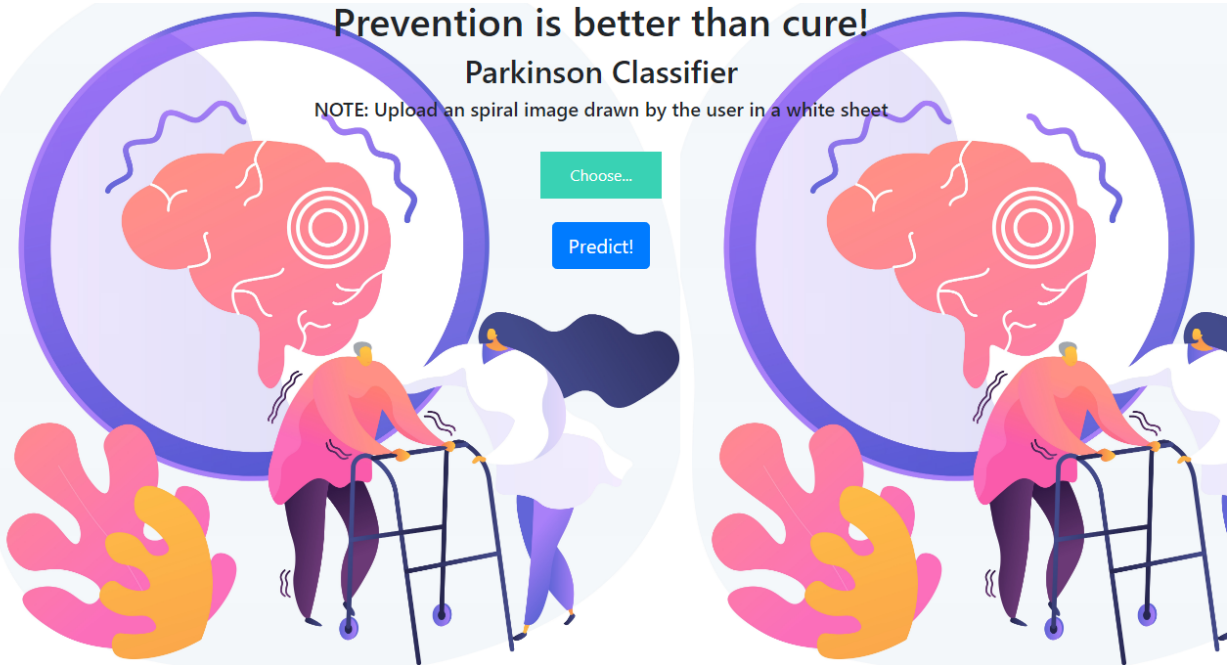 Prevention is better than cure!
Parkinson Classifier
NOTE: Upload an spiral image drawn by the user in a white sheet
Choose...
Predict!